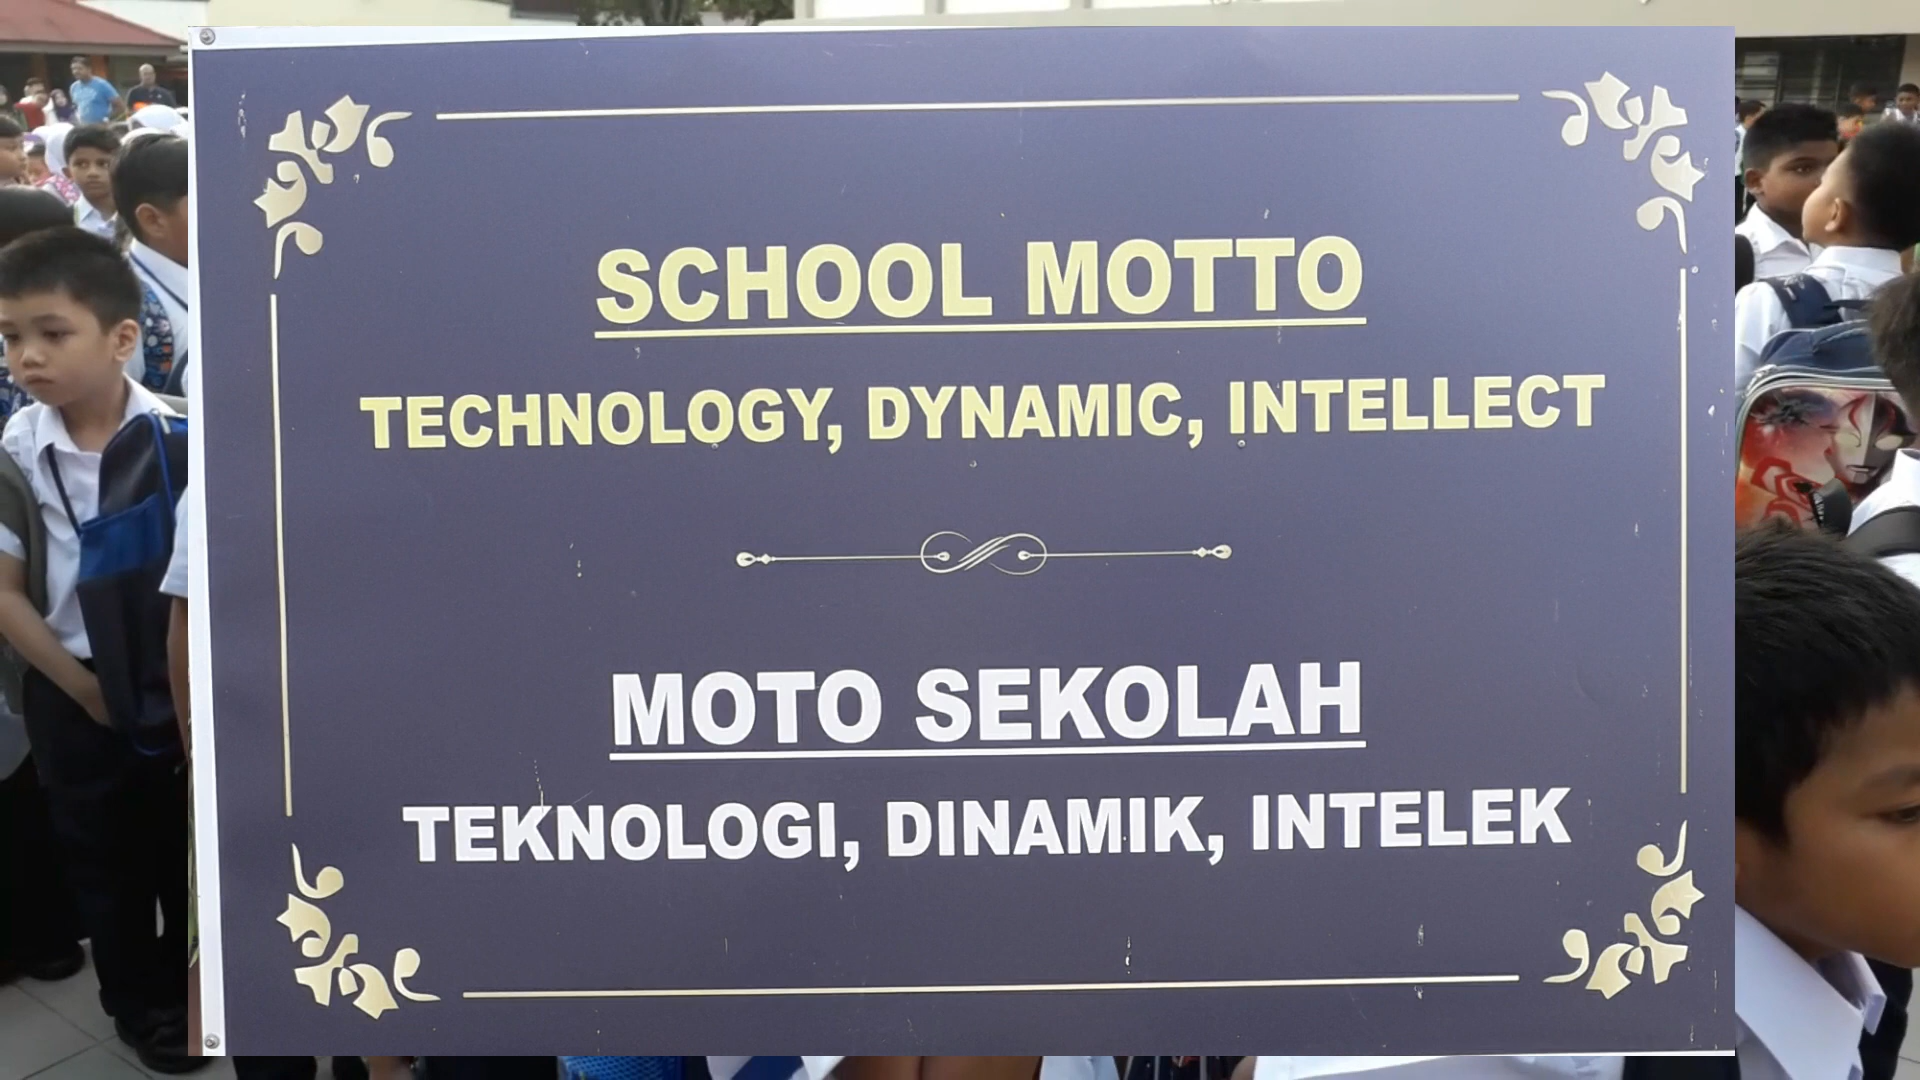 SCHOOL MOTTO
TECHNOLOGY, DYNAMIC, INTELLECT
MOTO SEKOLAH
TEKNOLOGI, DINAMIK, INTELEK